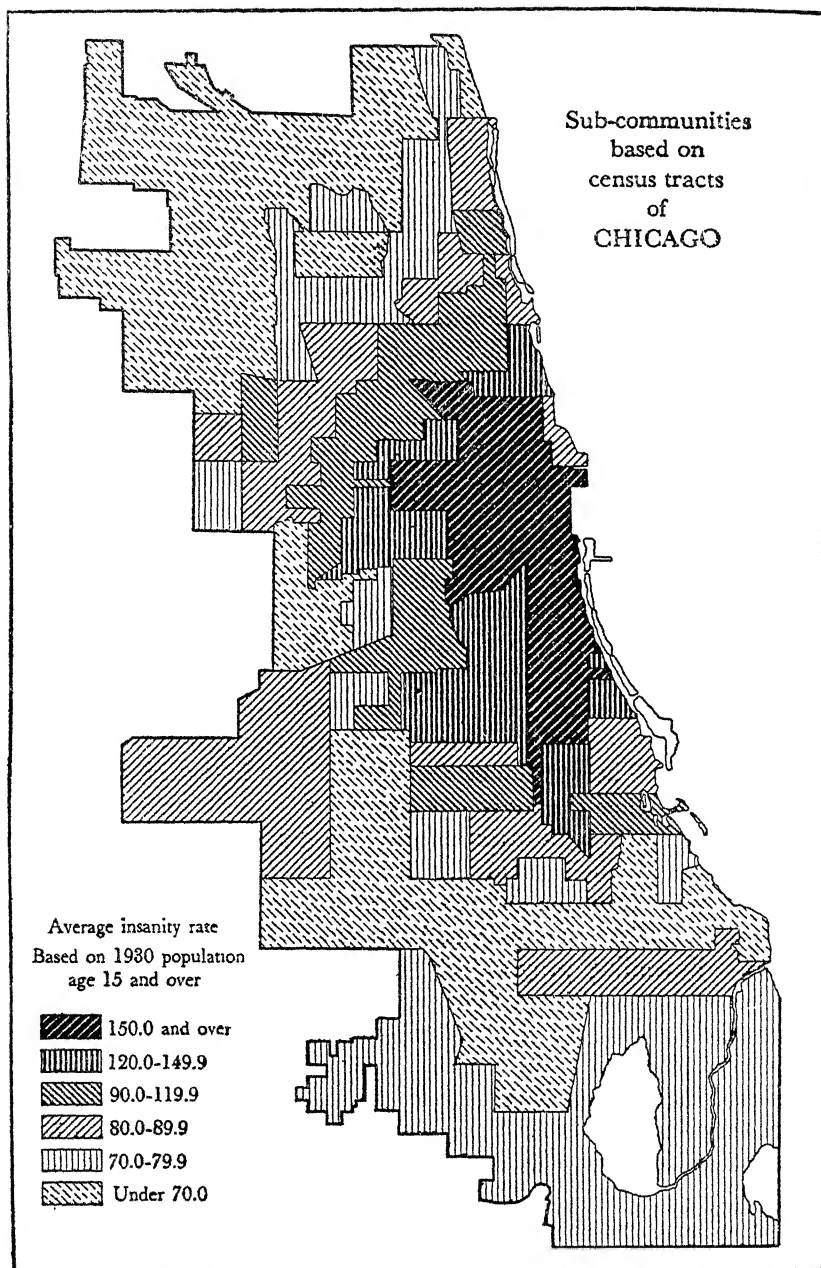 Sub-communities
based on
census tracts
of
CHICAGO
Average insanity rate
Based on 1930 population
age 15 and over
150.0 and over
120.0-149.9
90.0-119.9
80.0-89.9
70.0-79.9
Under 70.0